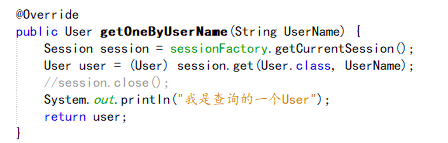 @Override
public User getOneByUserName(String UserName) {
Session session = sessionFactory.getCurrentSession();
User user = (User) session.get(User.class, UserName);
//session.close();
System.out.println("我是查询的一个User");
return user;
}